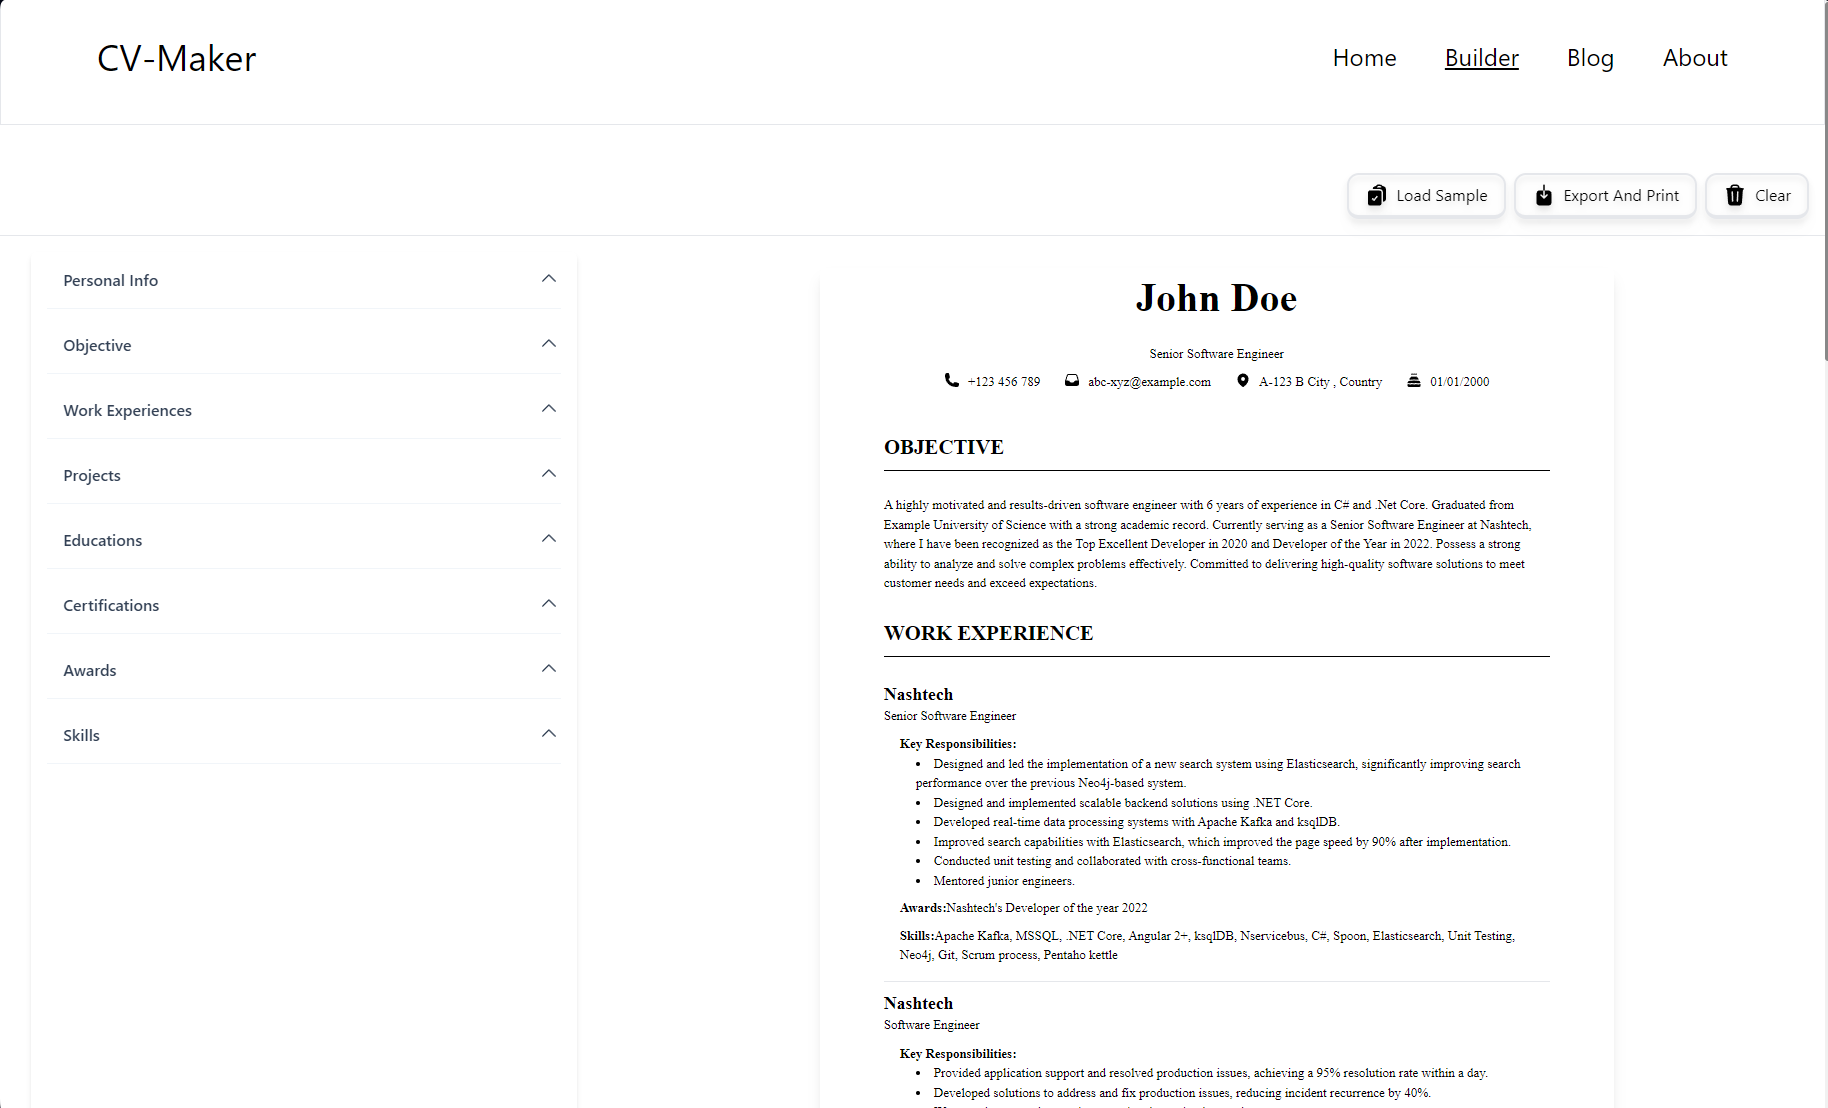 CV-Maker
Home Builder Blog About
Load Sample Export And Print Clear
Personal Info
Objective
Work Experiences
Projects
Educations
Certifications
Awards
Skills
John Doe
Senior Software Engineer
+123 456 789 abc-xyz@example.com A-123 B City , Country 01/01/2000
OBJECTIVE
A highly motivated and results-driven software engineer with 6 years of experience in C# and .Net Core. Graduated from
Example University of Science with a strong academic record. Currently serving as a Senior Software Engineer at Nashtech,
where I have been recognized as the Top Excellent Developer in 2020 and Developer of the Year in 2022. Possess a strong
ability to analyze and solve complex problems effectively. Committed to delivering high-quality software solutions to meet
customer needs and exceed expectations.
WORK EXPERIENCE
Nashtech
Senior Software Engineer
Key Responsibilities:
• Designed and led the implementation of a new search system using Elasticsearch, significantly improving search
performance over the previous Neo4j-based system.
• Designed and implemented scalable backend solutions using .NET Core.
• Developed real-time data processing systems with Apache Kafka and ksqlDB.
• Improved search capabilities with Elasticsearch, which improved the page speed by 90% after implementation.
• Conducted unit testing and collaborated with cross-functional teams.
• Mentored junior engineers.
Awards:Nashtech's Developer of the year 2022
Skills:Apache Kafka, MSSQL, .NET Core, Angular 2+, ksqlDB, Nservicebus, C#, Spoon, Elasticsearch, Unit Testing,
Neo4j, Git, Scrum process, Pentaho kettle
Nashtech
Software Engineer
Key Responsibilities:
• Provided application support and resolved production issues, achieving a 95% resolution rate within a day.
• Developed solutions to address and fix production issues, reducing incident recurrence by 40%.